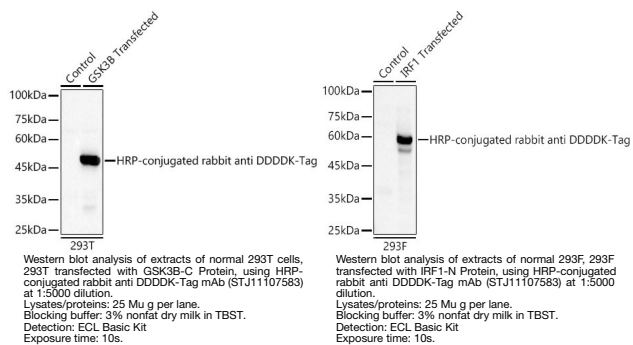 Control
GSK3B Transfected
100kDa
75kDa
60kDa
45kDa
35kDa
25kDa
HRP-conjugated rabbit anti DDDDK-Tag
293T
Western blot analysis of extracts of normal 293T cells,
293T transfected with GSK3B-C Protein, using HRP-
conjugated rabbit anti DDDDK-Tag mAb (STJ11107583)
at 1:5000 dilution.
Lysates/proteins: 25 Mu g per lane.
Blocking buffer: 3% nonfat dry milk in TBST.
Detection: ECL Basic Kit
Exposure time: 10s.
Control
IRF1 Transfected
100kDa
75kDa
60kDa
45kDa
35kDa
25kDa
HRP-conjugated rabbit anti DDDDK-Tag
293F
Western blot analysis of extracts of normal 293F, 293F
transfected with IRF1-N Protein, using HRP-conjugated
rabbit anti DDDDK-Tag mAb (STJ11107583) at 1:5000
dilution.
Lysates/proteins: 25 Mu g per lane.
Blocking buffer: 3% nonfat dry milk in TBST.
Detection: ECL Basic Kit
Exposure time: 10s.